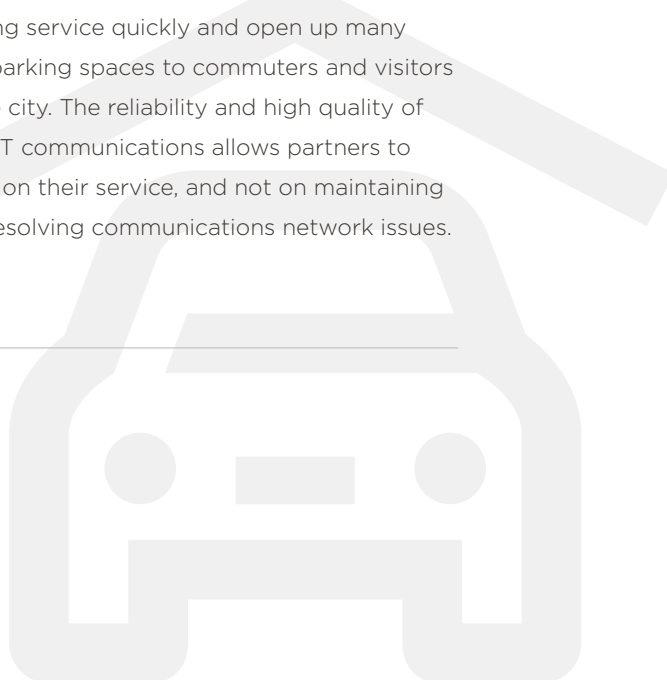 ng service quickly and open up many
parking spaces to commuters and visitors
city. The reliability and high quality of
T communications allows partners to
on their service, and not on maintaining
esolving communications network issues.